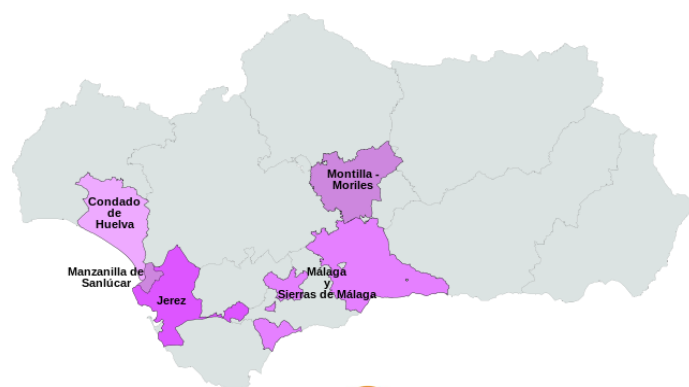 Montilla -
Moriles
Condado
de
Huelva
Manzanilla de
Sanlúcar
Jerez
Málaga
y
Sierras de Málaga